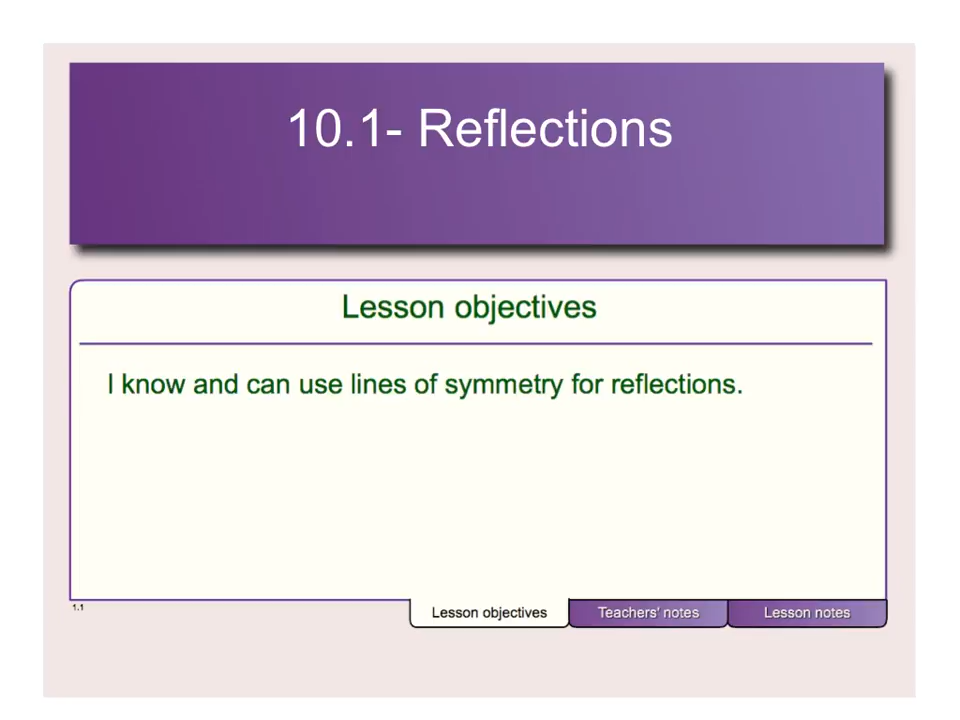 10.1- Reflections
Lesson objectives
I know and can use lines of symmetry for reflections.
1.1
Lesson objectives
Teachers' notes
Lesson notes